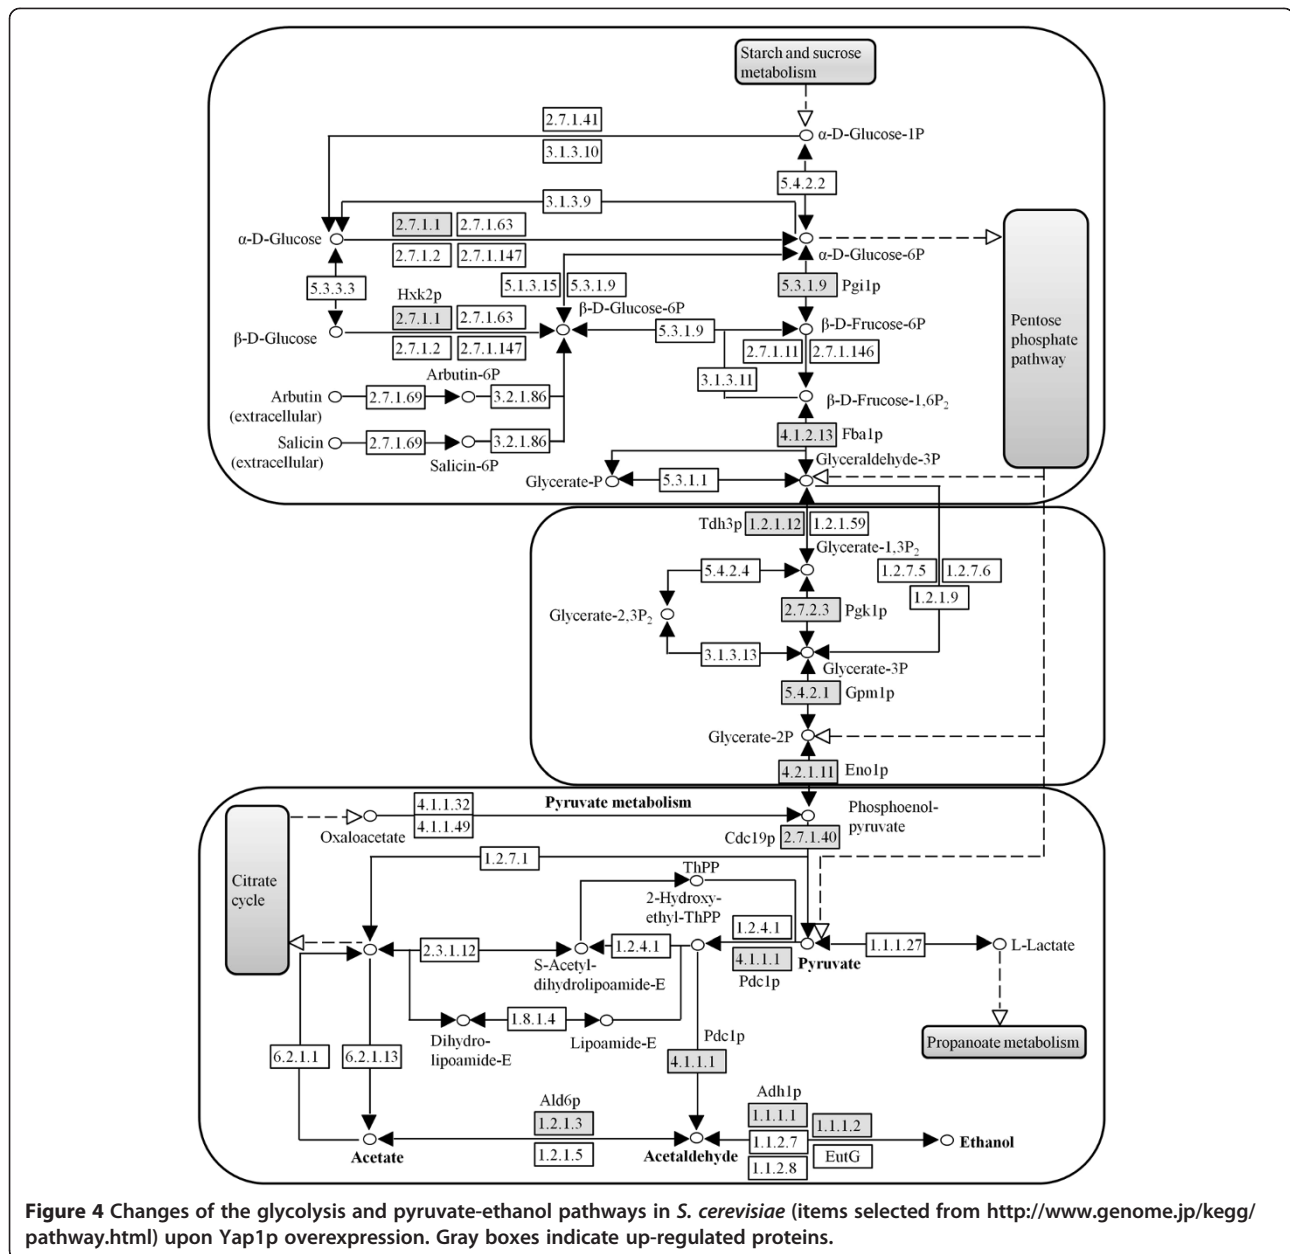 Starch and sucrose
metabolism
2.7.1.41
α-D-Glucose-1P
3.1.3.10
5.4.2.2
3.1.3.9
2.7.1.1
2.7.1.63
α-D-Glucose
2.7.1.2
2.7.1.147
α-D-Glucose-6P
5.3.3.3
5.1.3.15
5.3.1.9
5.3.1.9
Pgi1p
Hxk2p
β-D-Glucose-6P
2.7.1.1
2.7.1.63
β-D-Glucose
5.3.1.9
β-D-Frucose-6P
Pentose
phosphate
pathway
2.7.1.2
2.7.1.147
2.7.1.11
2.7.1.146
Arbutin-6P
3.1.3.11
Arbutin
(extracellular)
2.7.1.69
3.2.1.86
β-D-Frucose-1,6P2
4.1.2.13
Fba1p
Salicin
(extracellular)
2.7.1.69
3.2.1.86
Salicin-6P
Glyceraldehyde-3P
Glycerate-P
5.3.1.1
Tdh3p
1.2.1.12
1.2.1.59
Glycerate-1,3P2
5.4.2.4
1.2.7.5
1.2.7.6
1.2.1.9
Glycerate-2,3P2
2.7.2.3
Pgk1p
3.1.3.13
Glycerate-3P
5.4.2.1
Gpm1p
Glycerate-2P
4.2.1.11
Eno1p
Pyruvate metabolism
4.1.1.32
4.1.1.49
Oxaloacetate
Phosphoenol-
pyruvate
Cdc19p
2.7.1.40
Citrate
cycle
1.2.7.1
ThPP
2-Hydroxy-
ethyl-ThPP
1.2.4.1
2.3.1.12
1.2.4.1
1.1.1.27
L-Lactate
S-Acetyl-
dihydrolipoamide-E
4.1.1.1
Pdc1p
Pyruvate
1.8.1.4
Dihydro-
lipoamide-E
Lipoamide-E
Pdc1p
Propanoate metabolism
6.2.1.1
6.2.1.13
4.1.1.1
Ald6p
Adh1p
1.2.1.3
1.1.1.1
1.1.1.2
Acetate
1.2.1.5
Acetaldehyde
1.1.2.7
EutG
Ethanol
1.1.2.8
Figure 4 Changes of the glycolysis and pyruvate-ethanol pathways in S. cerevisiae (items selected from http://www.genome.jp/kegg/
pathway.html) upon Yap1p overexpression. Gray boxes indicate up-regulated proteins.